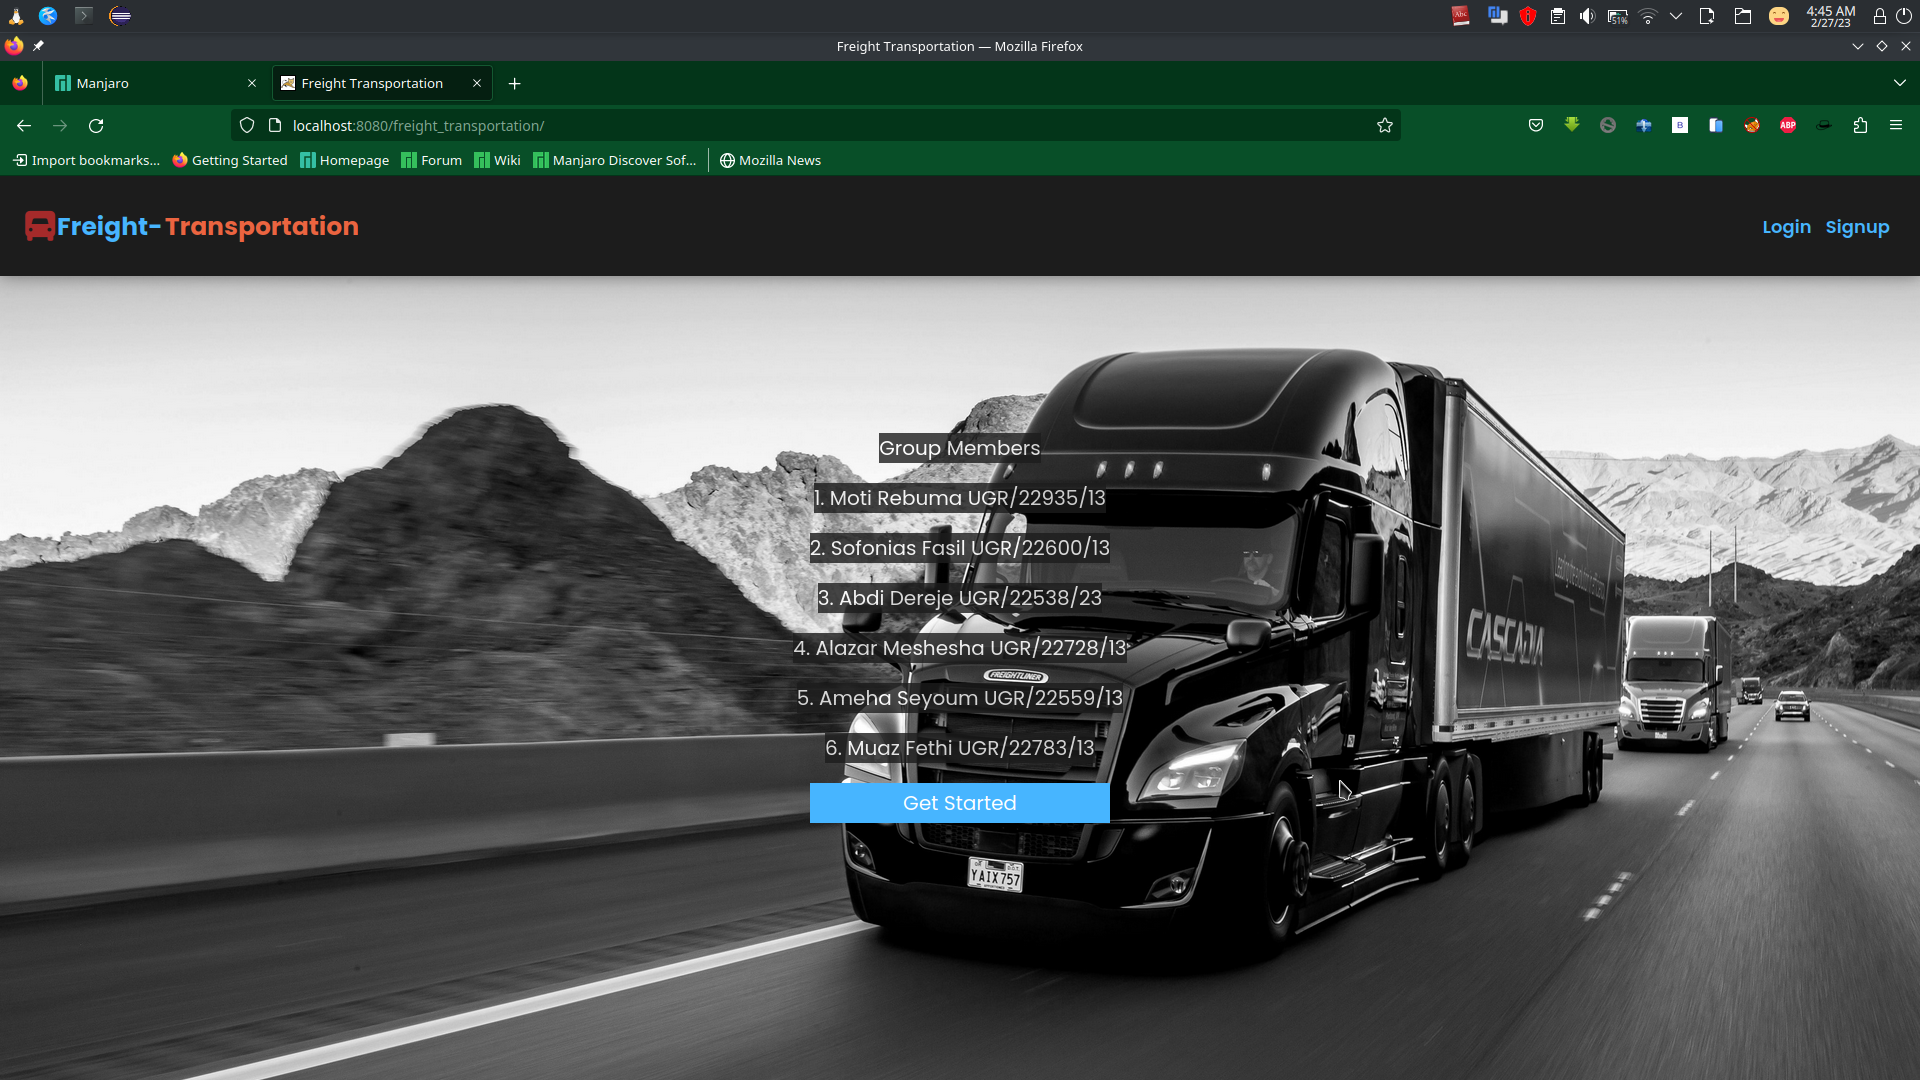 Abc
51%
4:45 AM
2/27/23
Freight Transportation — Mozilla Firefox
Manjaro
Freight Transportation
localhost:8080/freight_transportation/
B
ABP
Import bookmarks...
Getting Started
Homepage
Forum
Wiki
Manjaro Discover Sof...
Mozilla News
Freight-Transportation
Login
Signup
Group Members
1. Moti Rebuma UGR/22935/13
2. Sofonias Fasil UGR/22600/13
3. Abdi Dereje UGR/22538/23
4. Alazar Meshesha UGR/22728/13
CASCADIA
FREIGHTLINER
5. Ameha Seyoum UGR/22559/13
6. Muaz Fethi UGR/22783/13
Get Started
YAIX757